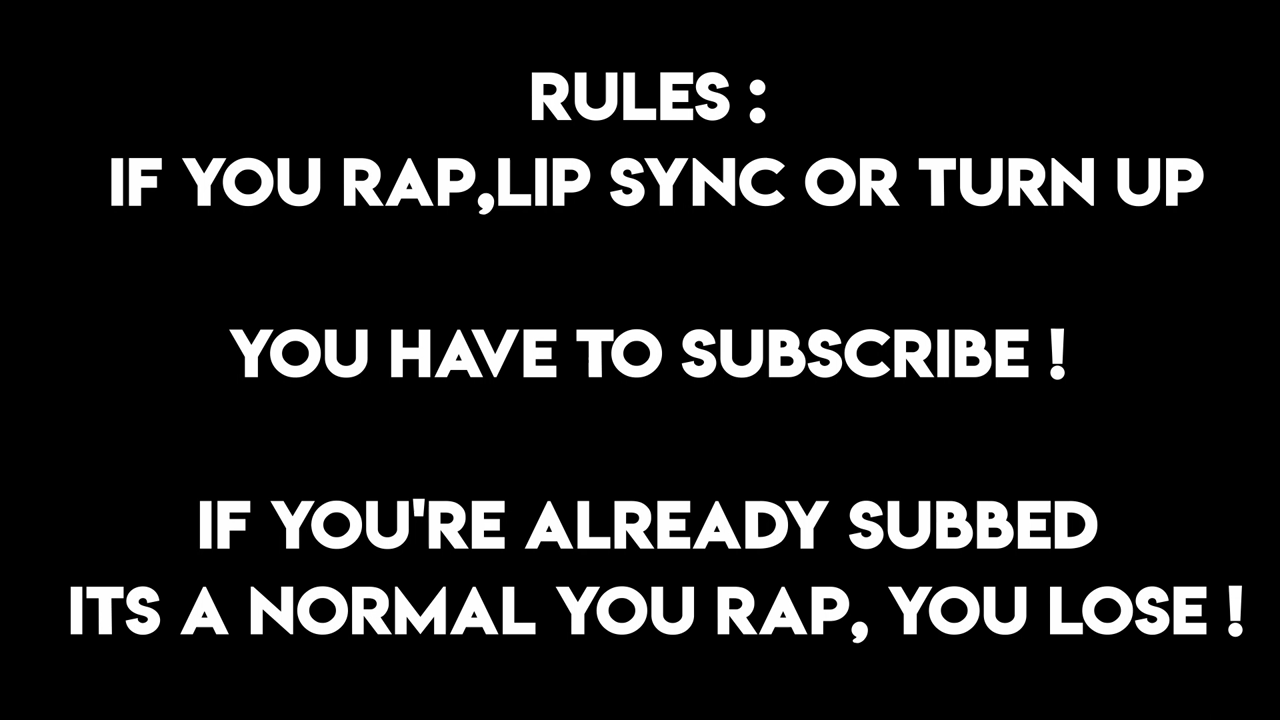 RULES :
IF YOU RAP,LIP SYNC OR TURN UP
YOU HAVE TO SUBSCRIBE !
IF YOU'RE ALREADY SUBBED
ITS A NORMAL YOU RAP, YOU LOSE !